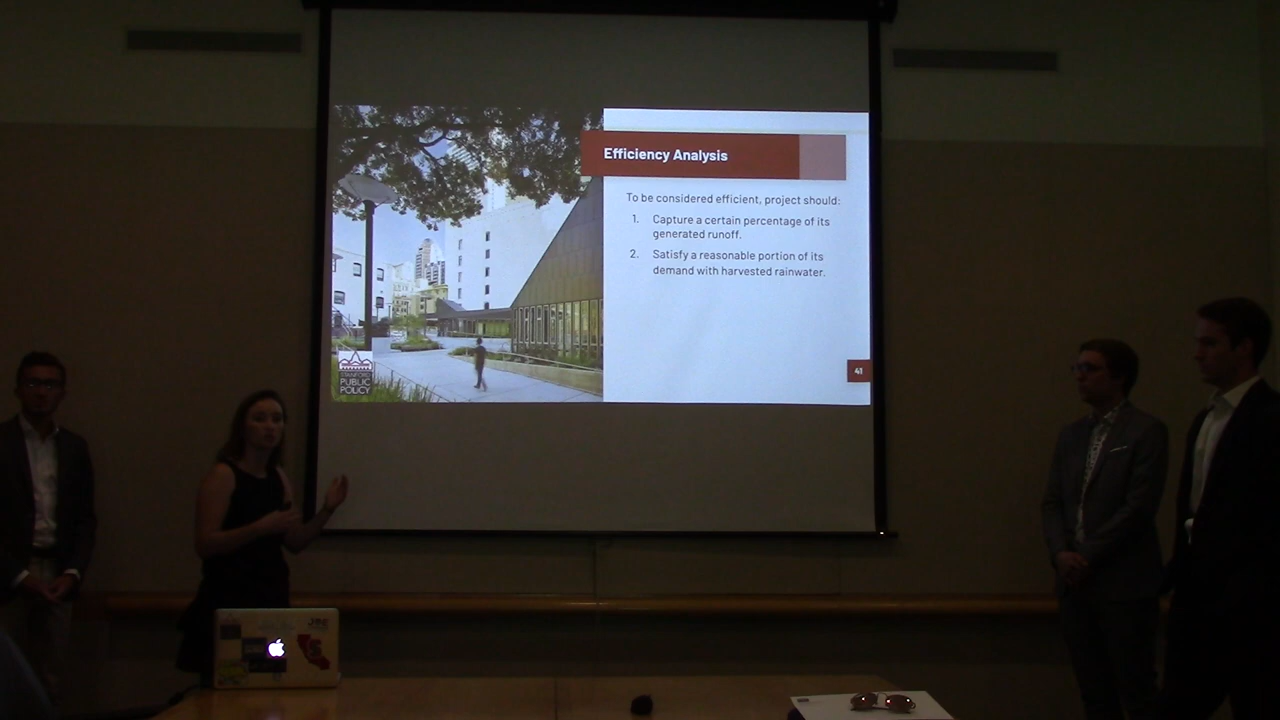 Efficiency Analysis
To be considered efficient, project should:
1. Capture a certain percentage of its
generated runoff.
2. Satisfy a reasonable portion of its
demand with harvested rainwater.
41
STANFORD
PUBLIC
POLICY